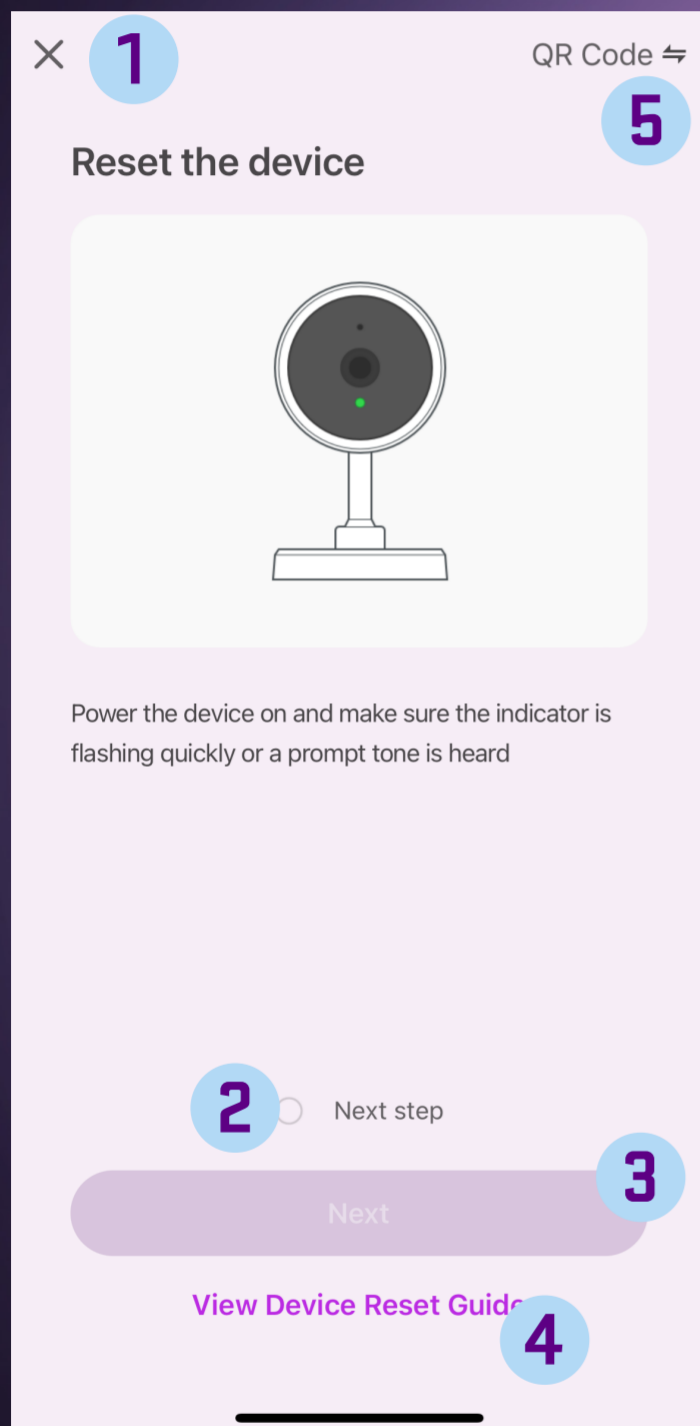 1
QR Code
5
Reset the device
Power the device on and make sure the indicator is
flashing quickly or a prompt tone is heard
2 Next step
3
Next
View Device Reset Guide
4